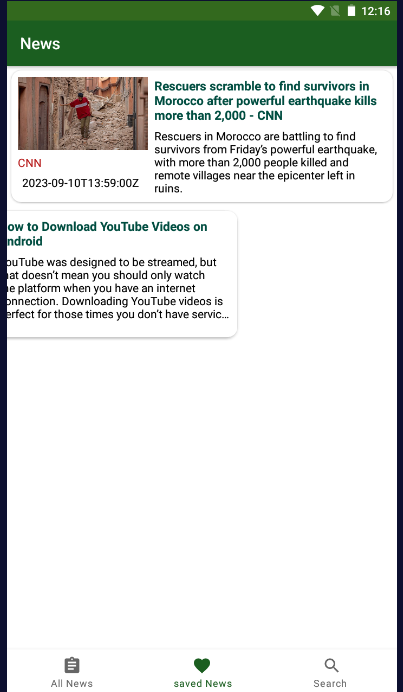 12:16
News
Rescuers scramble to find survivors in
Morocco after powerful earthquake kills
more than 2,000 - CNN
Rescuers in Morocco are battling to find
survivors from Friday's powerful earthquake,
with more than 2,000 people killed and
remote villages near the epicenter left in
ruins.
CNN
2023-09-10T13:59:00Z
ow to Download YouTube Videos on
ndroid
ouTube was designed to be streamed, but
hat doesn't mean you should only watch
he platform when you have an internet
onnection. Downloading YouTube videos is
erfect for those times you don't have servic...
All News
saved News
Search